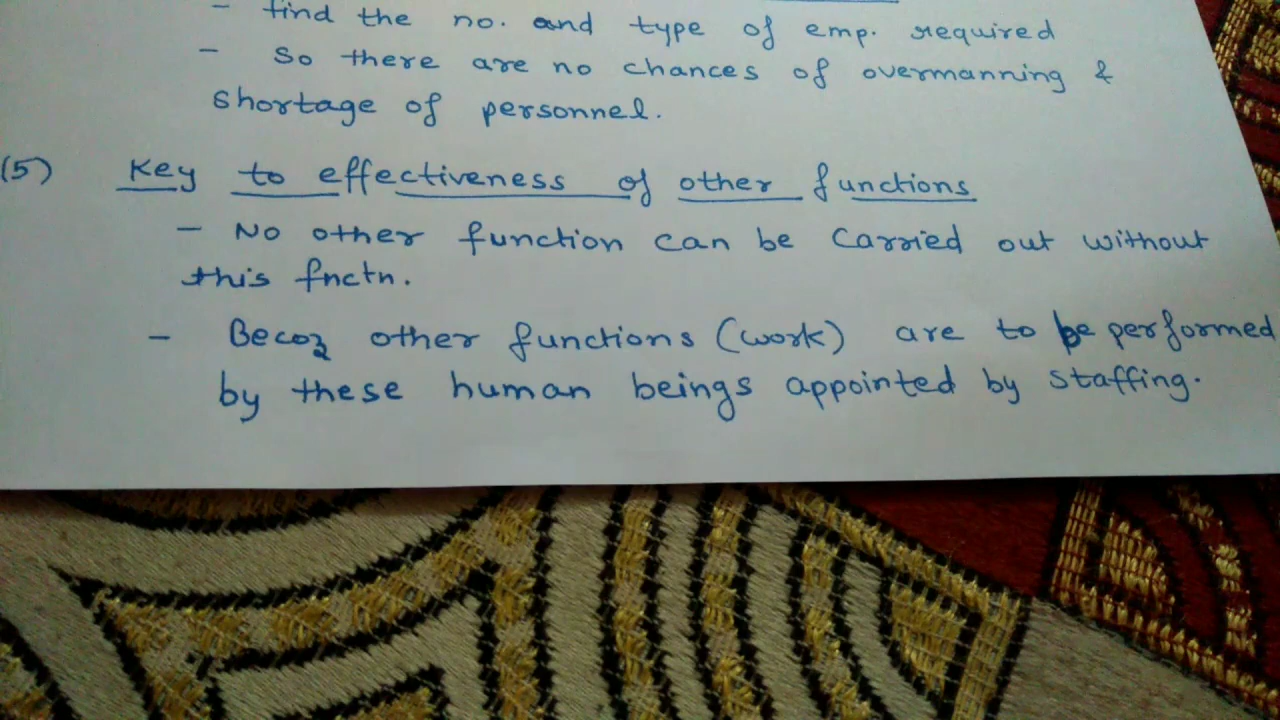 - find the no. and type of emp. required
- So there are no chances of overmanning &
shortage of personnel.
(5) Key to effectiveness of other functions
- No other function can be carried out without
this fnctn.
- Becoz other functions (work) are to be performed
by these human beings appointed by staffing.